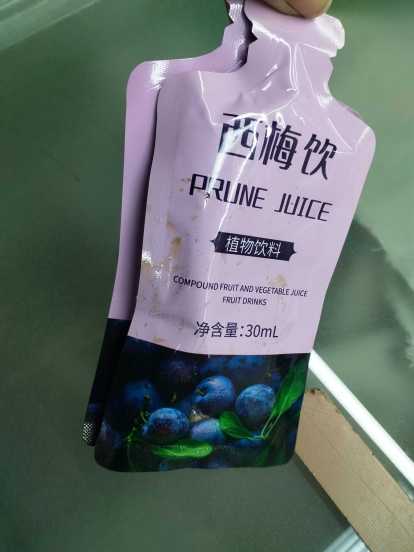 西梅饮
PRUNE JUICE
植物饮料
COMPOUND FRUIT AND VEGETABLE JUICE
FRUIT DRINKS
净含量:30mL